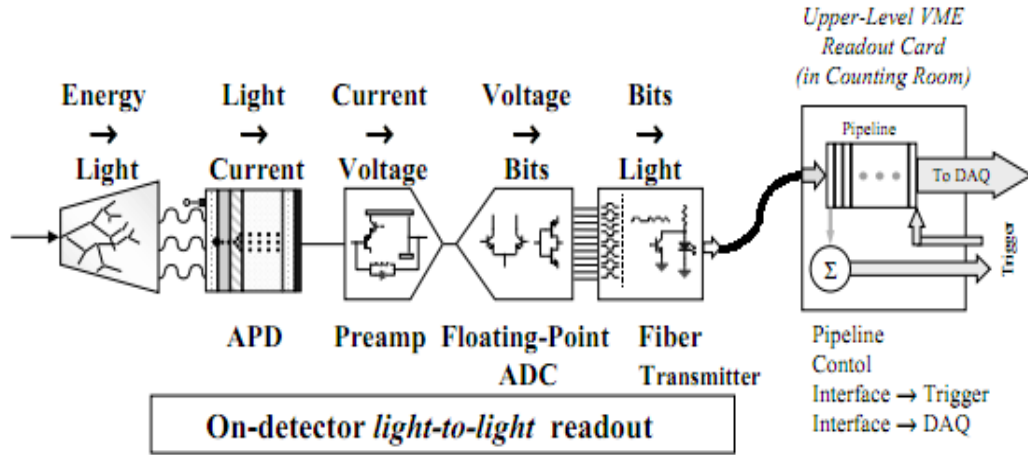 Upper-Level VME
Readout Card
(in Counting Room)
Energy → Light
Light → Current
Current → Voltage
Voltage → Bits
Bits → Light
Pipeline
To DAQ
Σ
Trigger
APD
Preamp
Floating-Point
ADC
Fiber
Transmitter
Pipeline
Contol
Interface → Trigger
Interface → DAQ
On-detector light-to-light readout